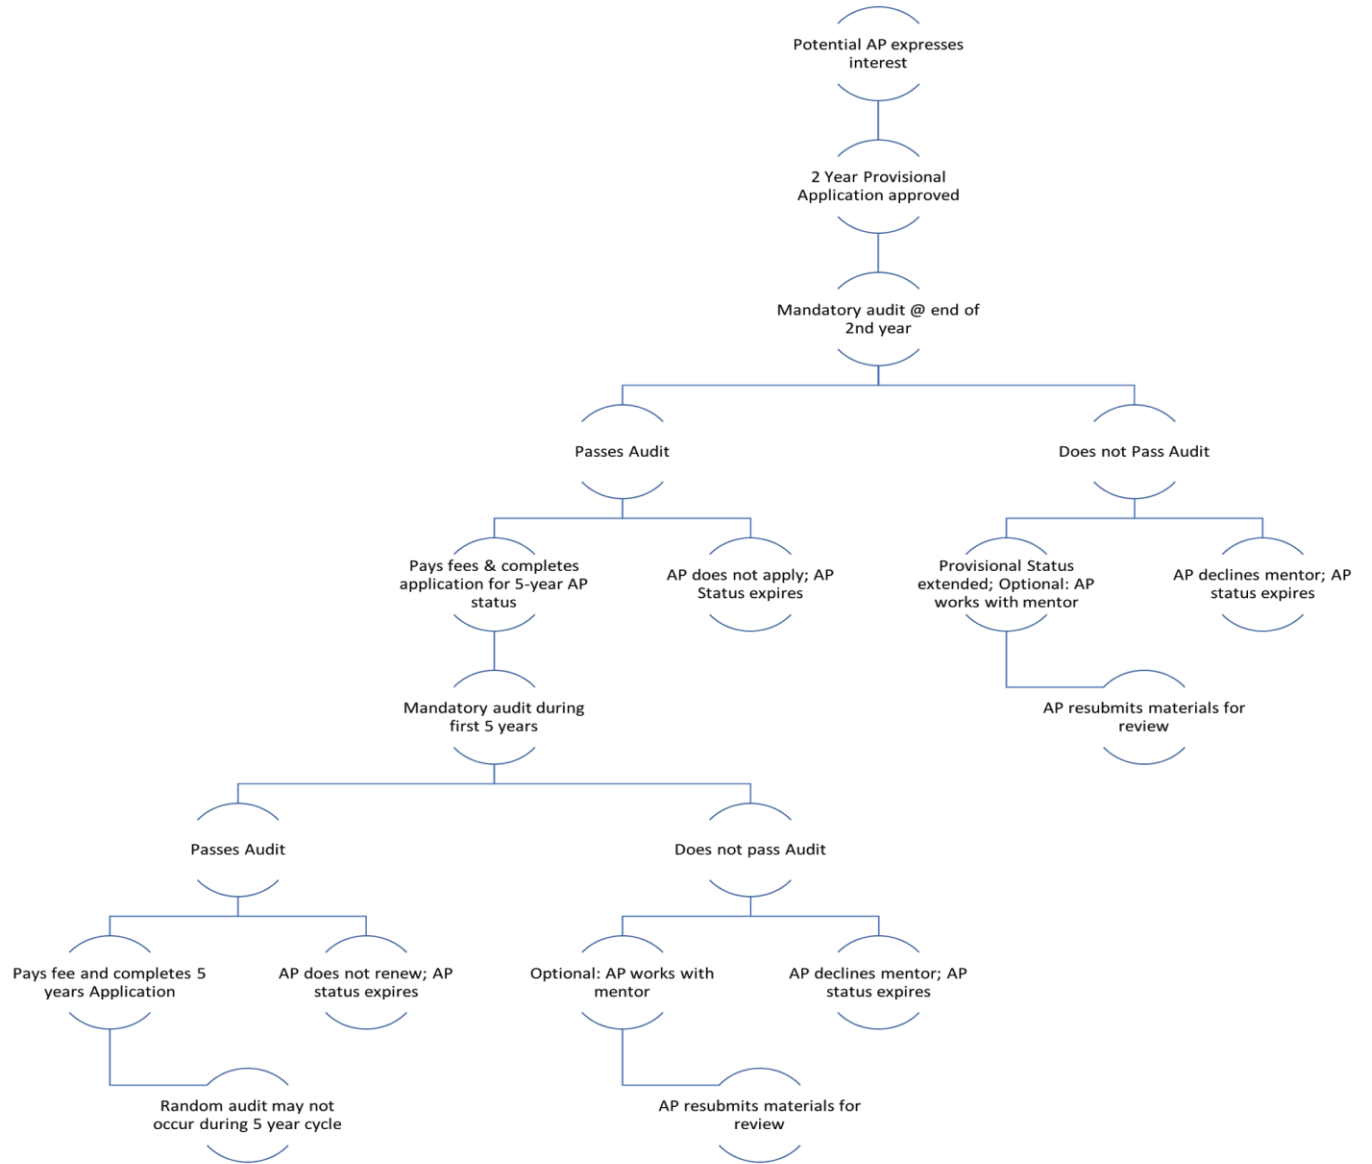 Potential AP expresses
interest
2 Year Provisional
Application approved
Mandatory audit @ end of
2nd year
Passes Audit
Does not Pass Audit
Pays fees & completes
application for 5-year AP
status
AP does not apply; AP
Status expires
Provisional Status
extended; Optional: AP
works with mentor
AP declines mentor; AP
status expires
Mandatory audit during
first 5 years
AP resubmits materials for
review
Passes Audit
Does not pass Audit
Pays fee and completes 5
years Application
AP does not renew; AP
status expires
Optional: AP works with
mentor
AP declines mentor; AP
status expires
Random audit may not
occur during 5 year cycle
AP resubmits materials for
review